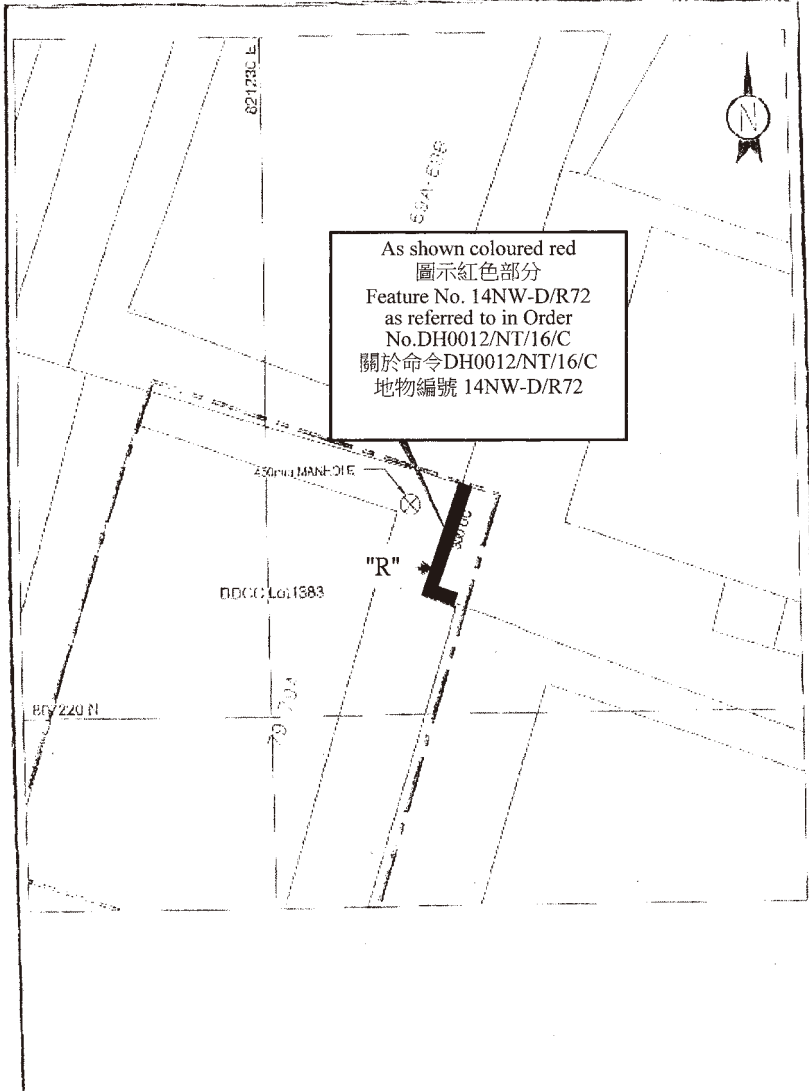 N
As shown coloured red
圖示紅色部分
Feature No. 14NW-D/R72
as referred to in Order
No.DH0012/NT/16/C
關於命令DH0012/NT/16/C
地物編號 14NW-D/R72
MANHOLE
"R"